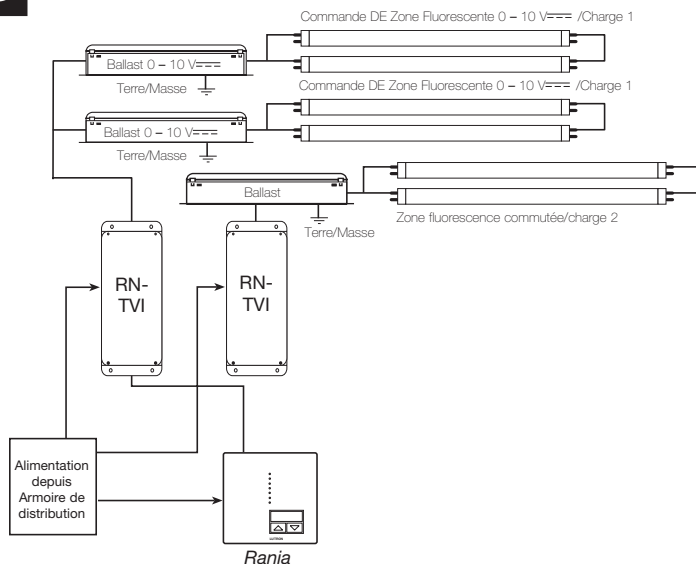 Commande DE Zone Fluorescente 0 – 10 V /Charge 1
Ballast 0 – 10 V
Terre/Masse
Commande DE Zone Fluorescente 0 – 10 V /Charge 1
Ballast 0 – 10 V
Terre/Masse
Ballast
Zone fluorescence commutée/charge 2
Terre/Masse
RN-
TVI
RN-
TVI
Alimentation
depuis
Armoire de
distribution
LUTRON
Rania